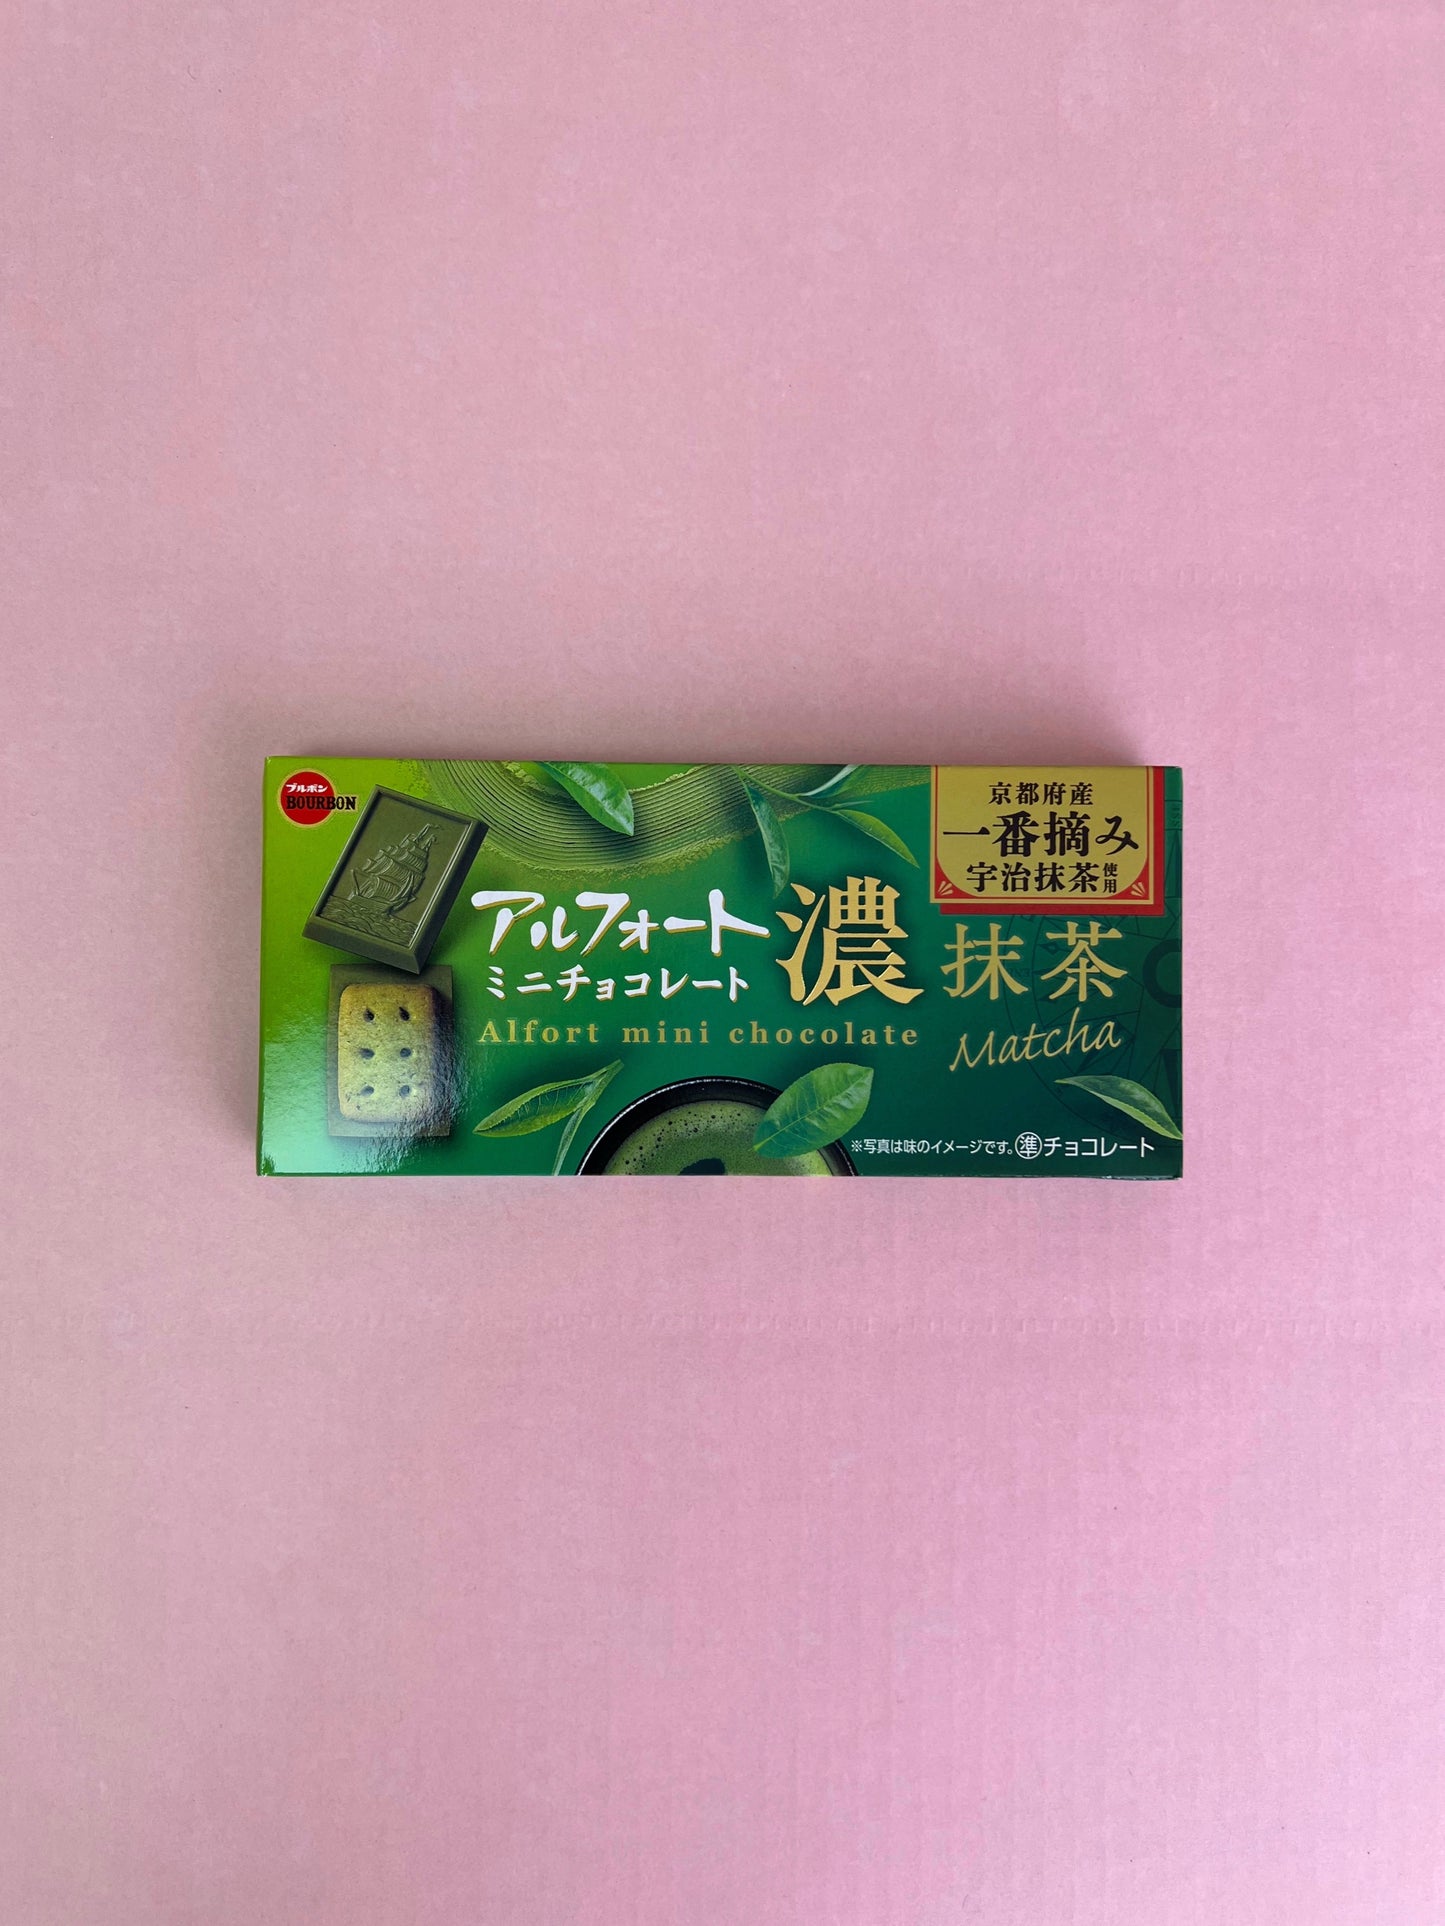 ブルボン
BOURBON
京都府産
一番摘み
宇治抹茶使用
アルフォート
ミニチョコレート
濃抹茶
Alfort mini chocolate
Matcha
※写真は味のイメージです。㊟チョコレート